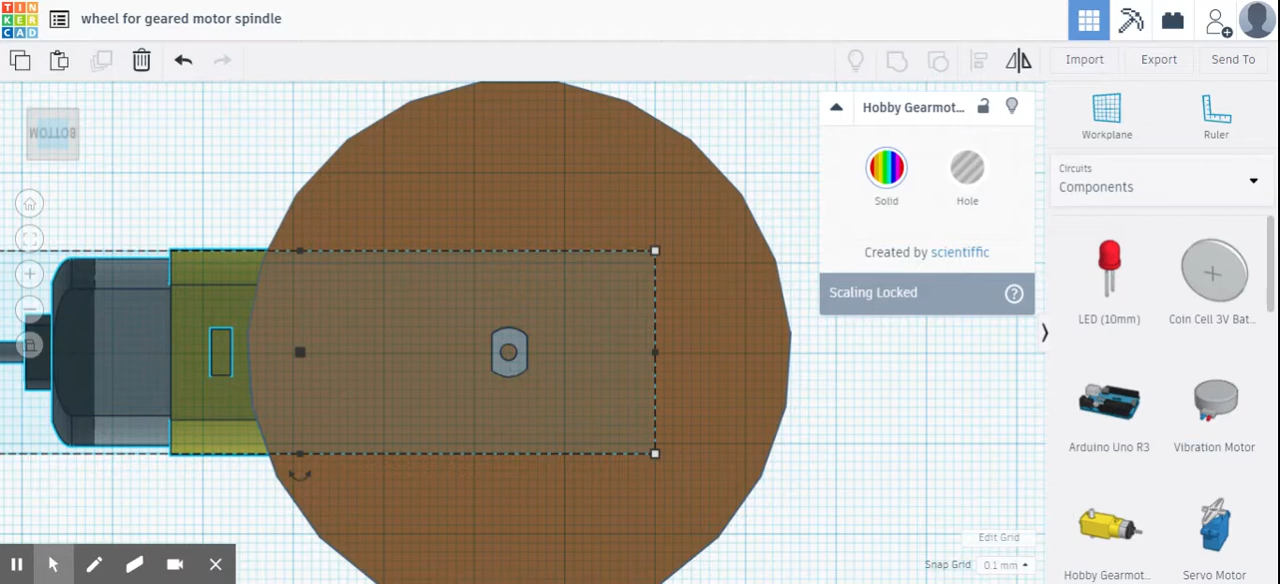 TIN
KER
CAD
wheel for geared motor spindle
Import
Export
Send To
BOTTOM
Hobby Gearmot...
Solid
Hole
Created by scientiffic
Scaling Locked
?
Workplane
Ruler
Circuits
Components
LED (10mm)
Coin Cell 3V Bat...
Arduino Uno R3
Vibration Motor
Hobby Gearmot...
Servo Motor
Edit Grid
Snap Grid
0.1 mm